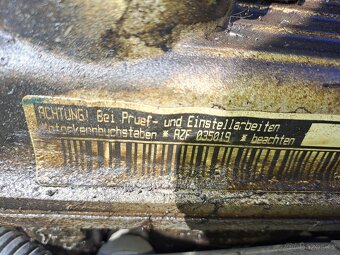 ACHTUNG! Bei Pruef- und Einstellarbeiten
Motorkennbuchstaben * AZF 035019 * beachten